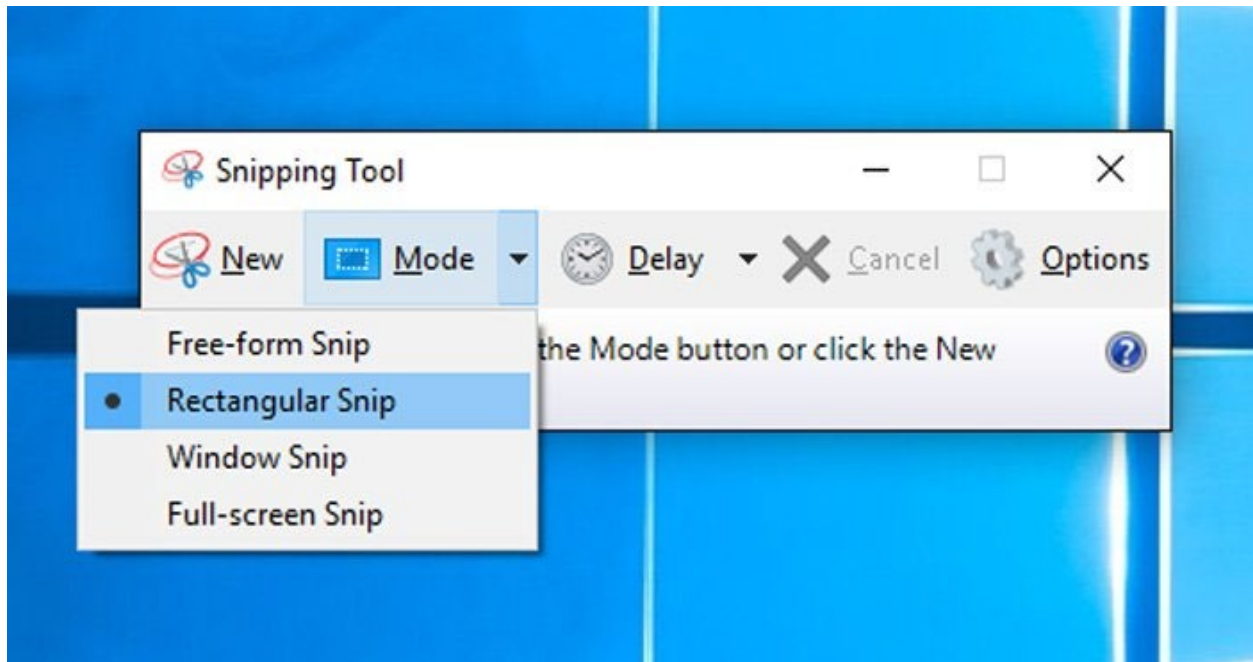 Snipping Tool
New Mode Delay Cancel Options
Free-form Snip
Rectangular Snip
Window Snip
Full-screen Snip
the Mode button or click the New
?